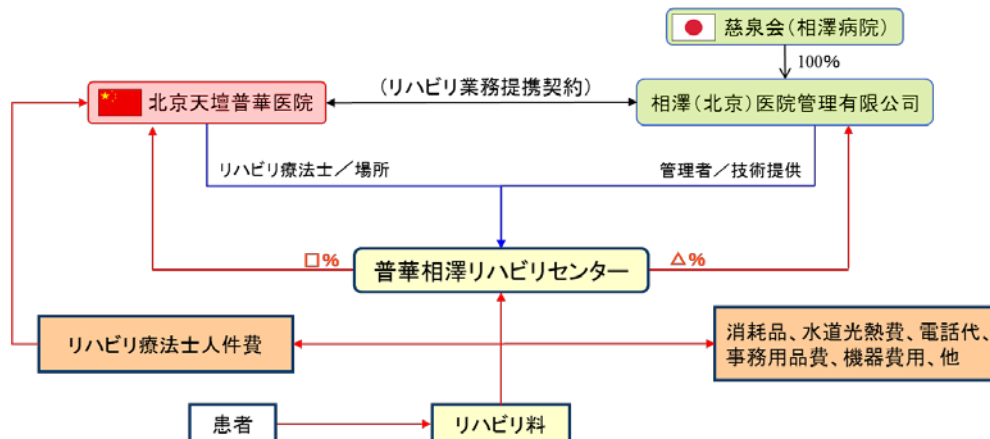 慈泉会(相澤病院)
100%
北京天壇普華医院
(リハビリ業務提携契約)
相澤(北京)医院管理有限公司
リハビリ療法士/場所
管理者/技術提供
□%
普華相澤リハビリセンター
△%
リハビリ療法士人件費
消耗品、水道光熱費、電話代、
事務用品費、機器費用、他
患者
リハビリ料